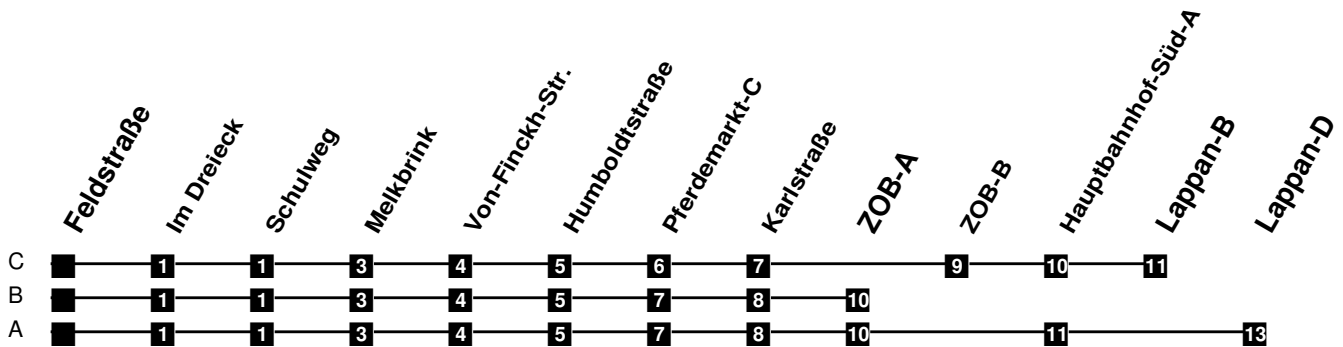 Feldstraße
Im Dreieck
Schulweg
Melkbrink
Von-Finckh-Str.
Humboldtstraße
Pferdemarkt-C
Karlstraße
ZOB-A
ZOB-B
Hauptbahnhof-Süd-A
Lappan-B
Lappan-D
C 1 1 3 4 5 6 7 9 10 11
B 1 1 3 4 5 7 8 10
A 1 1 3 4 5 7 8 10 11 13